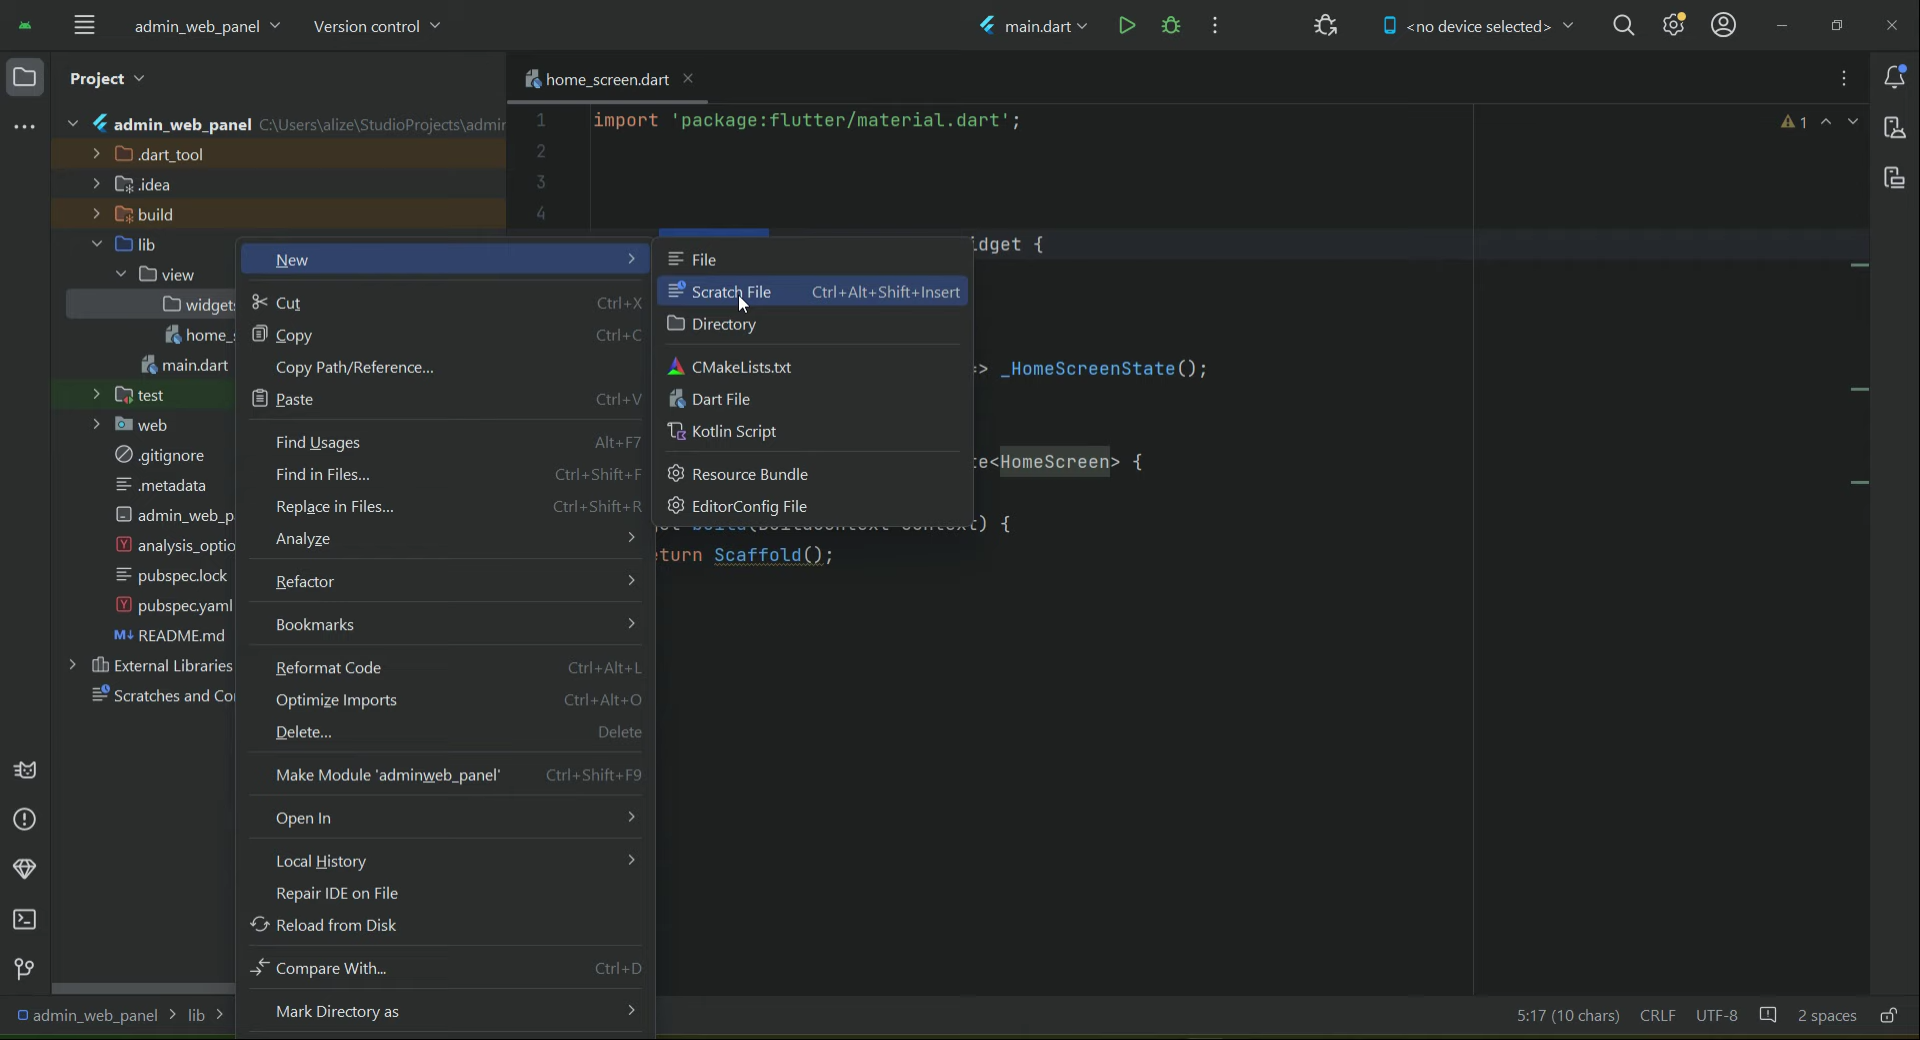 admin_web_panel
Version control
main.dart
<no device selected>
Project
home_screen.dart
admin_web_panel C:\Users\alize\StudioProjects\admin
.dart_tool
.idea
build
lib
view
widgets
home_s
main.dart
test
web
.gitignore
.metadata
admin_web_p
analysis_optio
pubspec.lock
pubspec.yaml
M↓ README.md
External Libraries
Scratches and Co
1 import 'package:flutter/material.dart';
2
3
4
idget {
=> _HomeScreenState();
te<HomeScreen> {
build(BuildContext context) {
turn Scaffold();
1
New
Cut Ctrl+X
Copy Ctrl+C
Copy Path/Reference...
Paste Ctrl+V
Find Usages Alt+F7
Find in Files... Ctrl+Shift+F
Replace in Files... Ctrl+Shift+R
Analyze
Refactor
Bookmarks
Reformat Code Ctrl+Alt+L
Optimize Imports Ctrl+Alt+O
Delete... Delete
Make Module 'adminweb_panel' Ctrl+Shift+F9
Open In
Local History
Repair IDE on File
Reload from Disk
Compare With... Ctrl+D
Mark Directory as
File
Scratch File Ctrl+Alt+Shift+Insert
Directory
CMakeLists.txt
Dart File
Kotlin Script
Resource Bundle
EditorConfig File
admin_web_panel > lib >
5:17 (10 chars) CRLF UTF-8 2 spaces